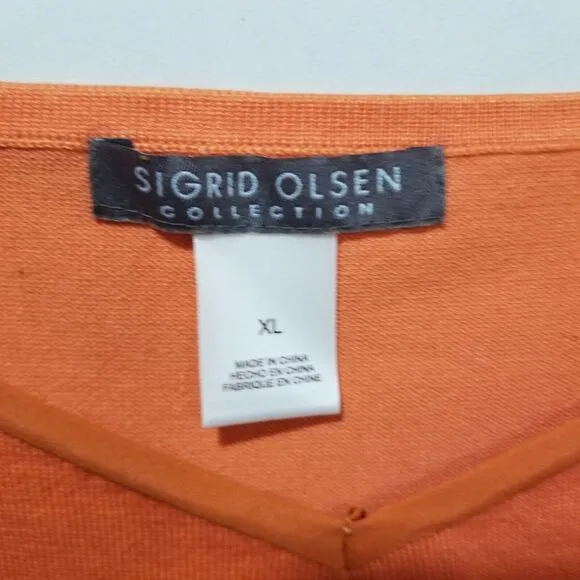 SIGRID OLSEN
COLLECTION
XL
MADE IN CHINA
HECHO EN CHINA
FABRIQUE EN CHINE